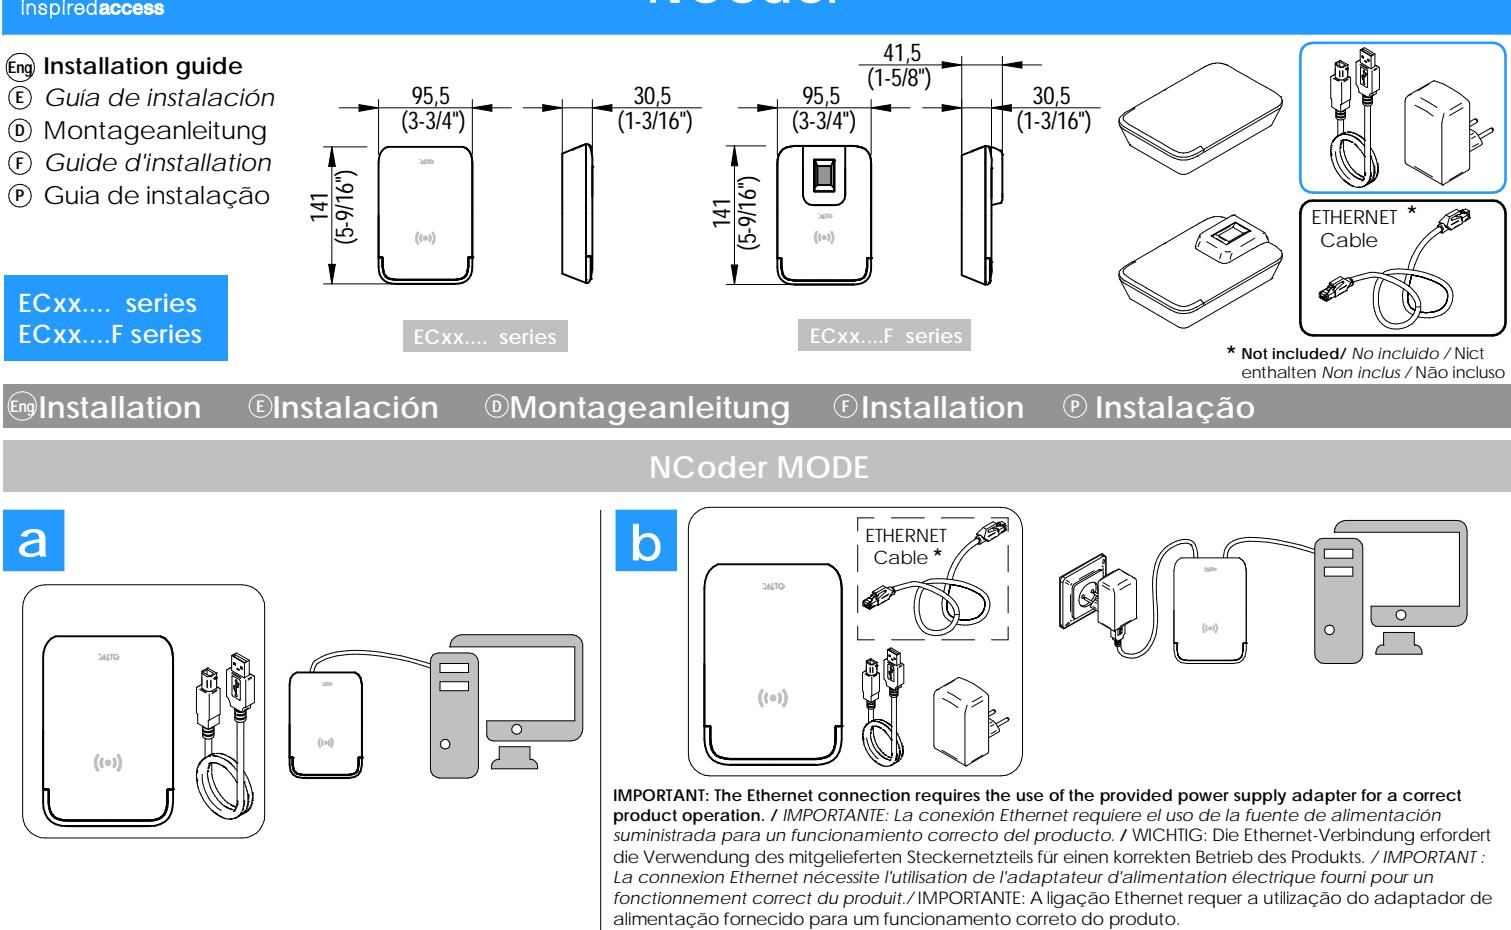 inspiredaccess
NCoder
Eng Installation guide
E Guía de instalación
D Montageanleitung
F Guide d'installation
P Guia de instalação
ECxx.... series
ECxx....F series
95,5
(3-3/4")
30,5
(1-3/16")
141
(5-9/16")
ECxx.... series
41,5
(1-5/8")
95,5
(3-3/4")
30,5
(1-3/16")
141
(5-9/16")
ECxx....F series
ETHERNET *
Cable
* Not included/ No incluido / Nict
enthalten Non inclus / Não incluso
Eng Installation E Instalación D Montageanleitung F Installation P Instalação
NCoder MODE
a
b
ETHERNET
Cable *
IMPORTANT: The Ethernet connection requires the use of the provided power supply adapter for a correct
product operation. / IMPORTANTE: La conexión Ethernet requiere el uso de la fuente de alimentación
suministrada para un funcionamiento correcto del producto. / WICHTIG: Die Ethernet-Verbindung erfordert
die Verwendung des mitgelieferten Steckernetzteils für einen korrekten Betrieb des Produkts. / IMPORTANT :
La connexion Ethernet nécessite l'utilisation de l'adaptateur d'alimentation électrique fourni pour un
fonctionnement correct du produit./ IMPORTANTE: A ligação Ethernet requer a utilização do adaptador de
alimentação fornecido para um funcionamento correto do produto.